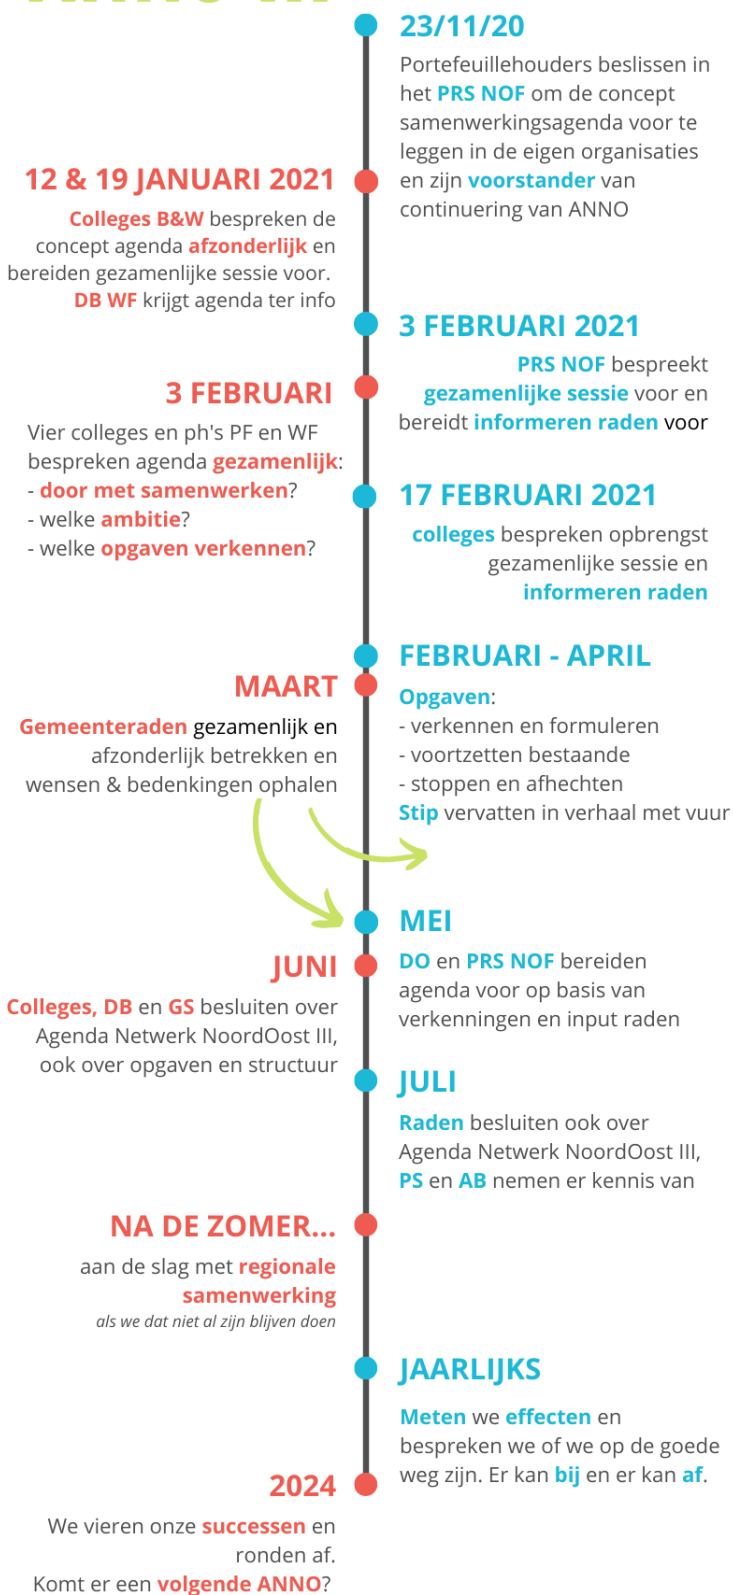 23/11/20
Portefeuillehouders beslissen in
het PRS NOF om de concept
samenwerkingsagenda voor te
leggen in de eigen organisaties
en zijn voorstander van
continuering van ANNO
12 & 19 JANUARI 2021
Colleges B&W bespreken de
concept agenda afzonderlijk en
bereiden gezamenlijke sessie voor.
DB WF krijgt agenda ter info
3 FEBRUARI 2021
PRS NOF bespreekt
gezamenlijke sessie voor en
bereidt informeren raden voor
3 FEBRUARI
Vier colleges en ph's PF en WF
bespreken agenda gezamenlijk:
- door met samenwerken?
- welke ambitie?
- welke opgaven verkennen?
17 FEBRUARI 2021
colleges bespreken opbrengst
gezamenlijke sessie en
informeren raden
FEBRUARI - APRIL
Opgaven:
- verkennen en formuleren
- voortzetten bestaande
- stoppen en afhechten
Stip vervatten in verhaal met vuur
MAART
Gemeenteraden gezamenlijk en
afzonderlijk betrekken en
wensen & bedenkingen ophalen
MEI
DO en PRS NOF bereiden
agenda voor op basis van
verkenningen en input raden
JUNI
Colleges, DB en GS besluiten over
Agenda Netwerk NoordOost III,
ook over opgaven en structuur
JULI
Raden besluiten ook over
Agenda Netwerk NoordOost III,
PS en AB nemen er kennis van
NA DE ZOMER...
aan de slag met regionale
samenwerking
als we dat niet al zijn blijven doen
JAARLIJKS
Meten we effecten en
bespreken we of we op de goede
weg zijn. Er kan bij en er kan af.
2024
We vieren onze successen en
ronden af.
Komt er een volgende ANNO?